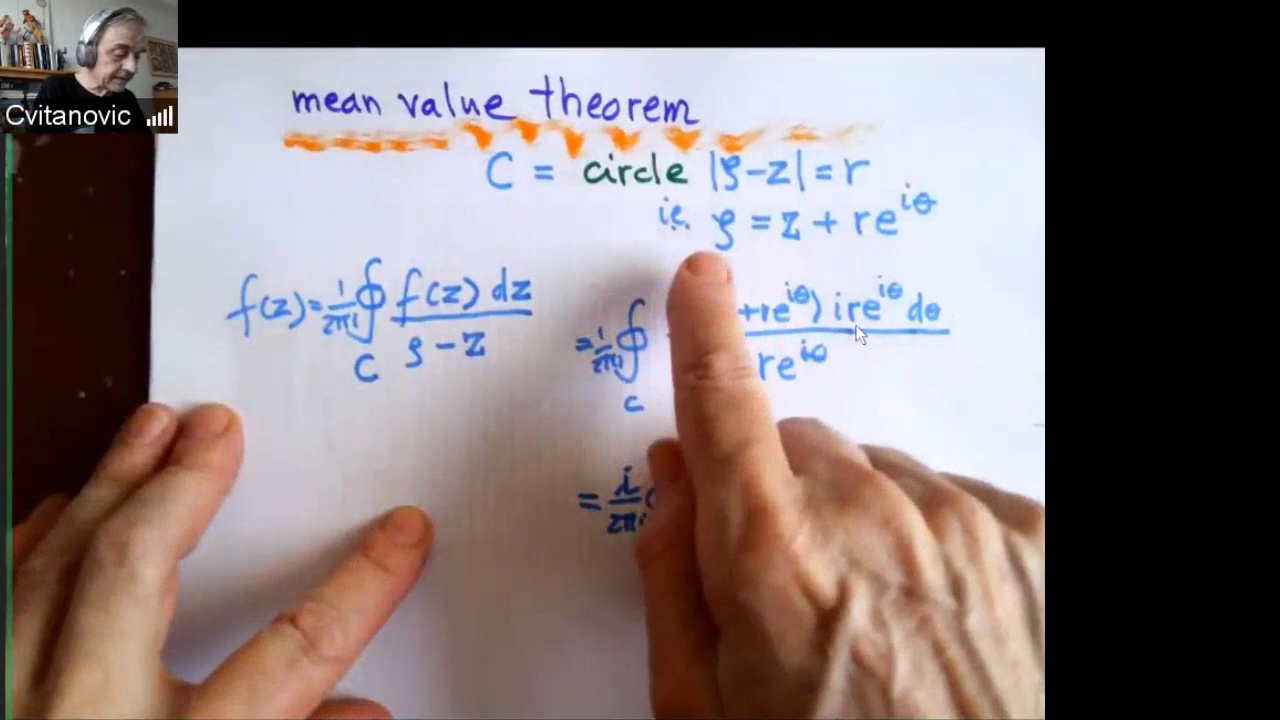 Cvitanovic
mean value theorem
C = circle |ζ-z| = r
i.e. ζ = z + re^{iθ}
f(z) = 1/2πi ∮_C f(z) dz / ζ - z
= 1/2πi ∮_C +re^{iθ}) ire^{iθ} dθ / re^{iθ}
= i/2πi